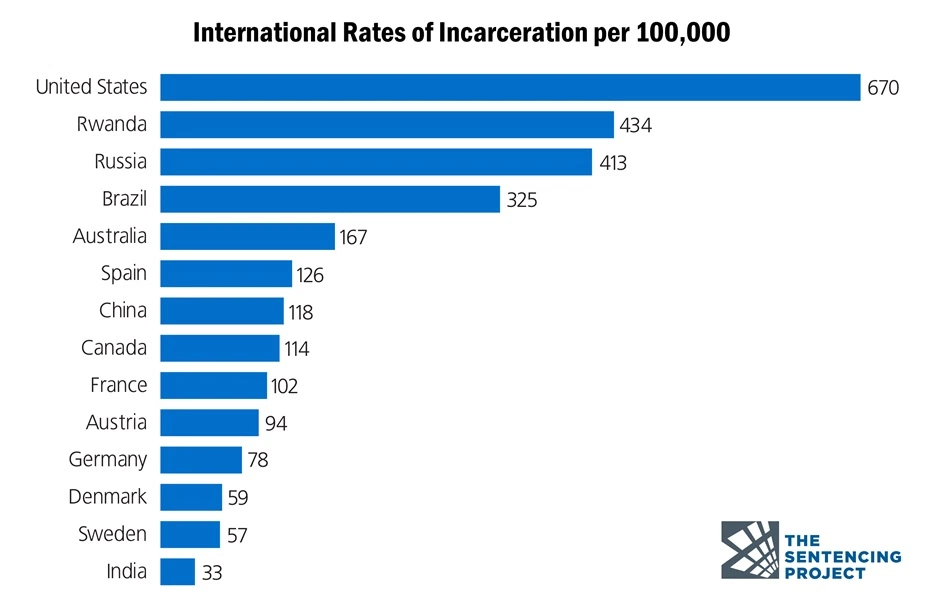 International Rates of Incarceration per 100,000
United States 670
Rwanda 434
Russia 413
Brazil 325
Australia 167
Spain 126
China 118
Canada 114
France 102
Austria 94
Germany 78
Denmark 59
Sweden 57
India 33
THE
SENTENCING
PROJECT